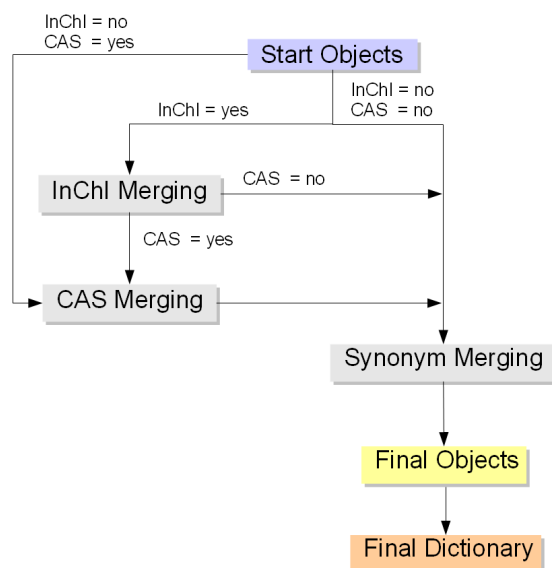 InChI = no
CAS = yes
Start Objects
InChI = no
CAS = no
InChI = yes
InChI Merging
CAS = no
CAS = yes
CAS Merging
Synonym Merging
Final Objects
Final Dictionary